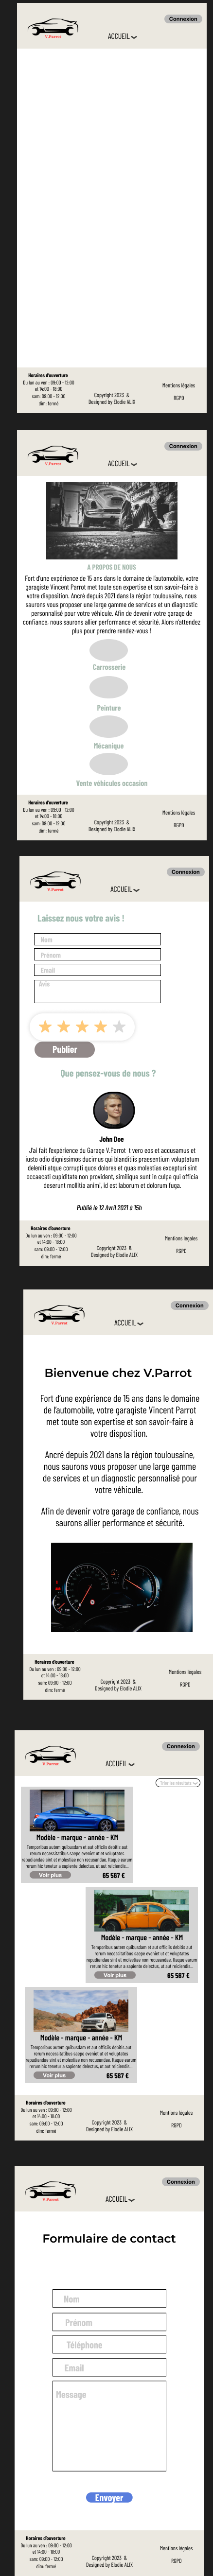 Connexion
V.Parrot
ACCUEIL
Horaires d'ouverture
Du lun au ven : 09:00 - 12:00
et 14:00 - 18:00
sam: 09:00 - 12:00
dim: fermé
Copyright 2023 &
Designed by Elodie ALIX
Mentions légales
RGPD
Connexion
V.Parrot
ACCUEIL
A PROPOS DE NOUS
Fort d'une expérience de 15 ans dans le domaine de l'automobile, votre
garagiste Vincent Parrot met toute son expertise et son savoir-faire à
votre disposition. Ancré depuis 2021 dans la région toulousaine, nous
saurons vous proposer une large gamme de services et un diagnostic
personnalisé pour votre véhicule. Afin de devenir votre garage de
confiance, nous saurons allier performance et sécurité. Alors n'attendez
plus pour prendre rendez-vous !
Carrosserie
Peinture
Mécanique
Vente véhicules occasion
Horaires d'ouverture
Du lun au ven : 09:00 - 12:00
et 14:00 - 18:00
sam: 09:00 - 12:00
dim: fermé
Copyright 2023 &
Designed by Elodie ALIX
Mentions légales
RGPD
Connexion
V.Parrot
ACCUEIL
Laissez nous votre avis !
Nom
Prénom
Email
Avis
Publier
Que pensez-vous de nous ?
John Doe
J'ai fait l'expérience du Garage V.Parrot t vero eos et accusamus et
iusto odio dignissimos ducimus qui blanditiis praesentium voluptatum
deleniti atque corrupti quos dolores et quas molestias excepturi sint
occaecati cupiditate non provident, similique sunt in culpa qui officia
deserunt mollitia animi, id est laborum et dolorum fuga.
Publié le 12 Avril 2021 à 15h
Horaires d'ouverture
Du lun au ven : 09:00 - 12:00
et 14:00 - 18:00
sam: 09:00 - 12:00
dim: fermé
Copyright 2023 &
Designed by Elodie ALIX
Mentions légales
RGPD
Connexion
V.Parrot
ACCUEIL
Bienvenue chez V.Parrot
Fort d'une expérience de 15 ans dans le domaine
de l'automobile, votre garagiste Vincent Parrot
met toute son expertise et son savoir-faire à
votre disposition.
Ancré depuis 2021 dans la région toulousaine,
nous saurons vous proposer une large gamme
de services et un diagnostic personnalisé pour
votre véhicule.
Afin de devenir votre garage de confiance, nous
saurons allier performance et sécurité.
Horaires d'ouverture
Du lun au ven : 09:00 - 12:00
et 14:00 - 18:00
sam: 09:00 - 12:00
dim: fermé
Copyright 2023 &
Designed by Elodie ALIX
Mentions légales
RGPD
Connexion
V.Parrot
ACCUEIL
Modèle - marque - année - KM
Temporibus autem quibusdam et aut officiis debitis aut
rerum necessitatibus saepe eveniet ut et voluptates
repudiandae sint et molestiae non recusandae. Itaque earum
rerum hic tenetur a sapiente delectus, ut aut reiciendis...
Voir plus
65 567 €
Modèle - marque - année - KM
Temporibus autem quibusdam et aut officiis debitis aut
rerum necessitatibus saepe eveniet ut et voluptates
repudiandae sint et molestiae non recusandae. Itaque earum
rerum hic tenetur a sapiente delectus, ut aut reiciendis...
Voir plus
65 567 €
Modèle - marque - année - KM
Temporibus autem quibusdam et aut officiis debitis aut
rerum necessitatibus saepe eveniet ut et voluptates
repudiandae sint et molestiae non recusandae. Itaque earum
rerum hic tenetur a sapiente delectus, ut aut reiciendis...
Voir plus
65 567 €
Horaires d'ouverture
Du lun au ven : 09:00 - 12:00
et 14:00 - 18:00
sam: 09:00 - 12:00
dim: fermé
Copyright 2023 &
Designed by Elodie ALIX
Mentions légales
RGPD
Connexion
V.Parrot
ACCUEIL
Formulaire de contact
Nom
Prénom
Téléphone
Email
Message
Envoyer
Horaires d'ouverture
Du lun au ven : 09:00 - 12:00
et 14:00 - 18:00
sam: 09:00 - 12:00
dim: fermé
Copyright 2023 &
Designed by Elodie ALIX
Mentions légales
RGPD